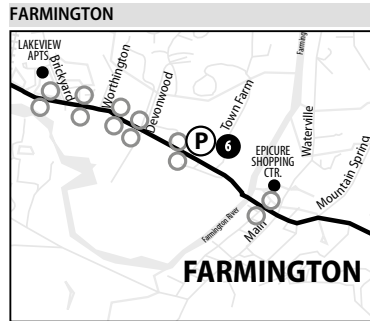 FARMINGTON
LAKEVIEW
APTS.
Brickyard
Worthington
Devonwood
P
6
Town Farm
Farmington
Waterville
EPICURE
SHOPPING
CTR.
Mountain Spring
Farmington River
Main
FARMINGTON